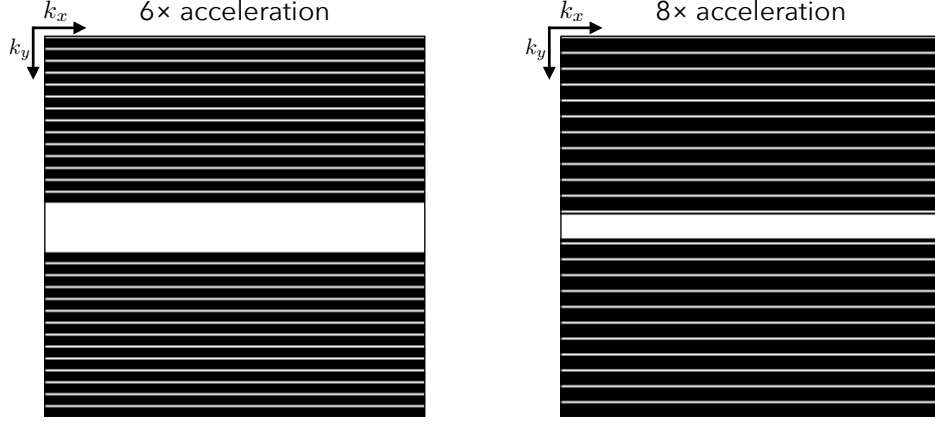 6× acceleration
k_x
k_y
8× acceleration
k_x
k_y